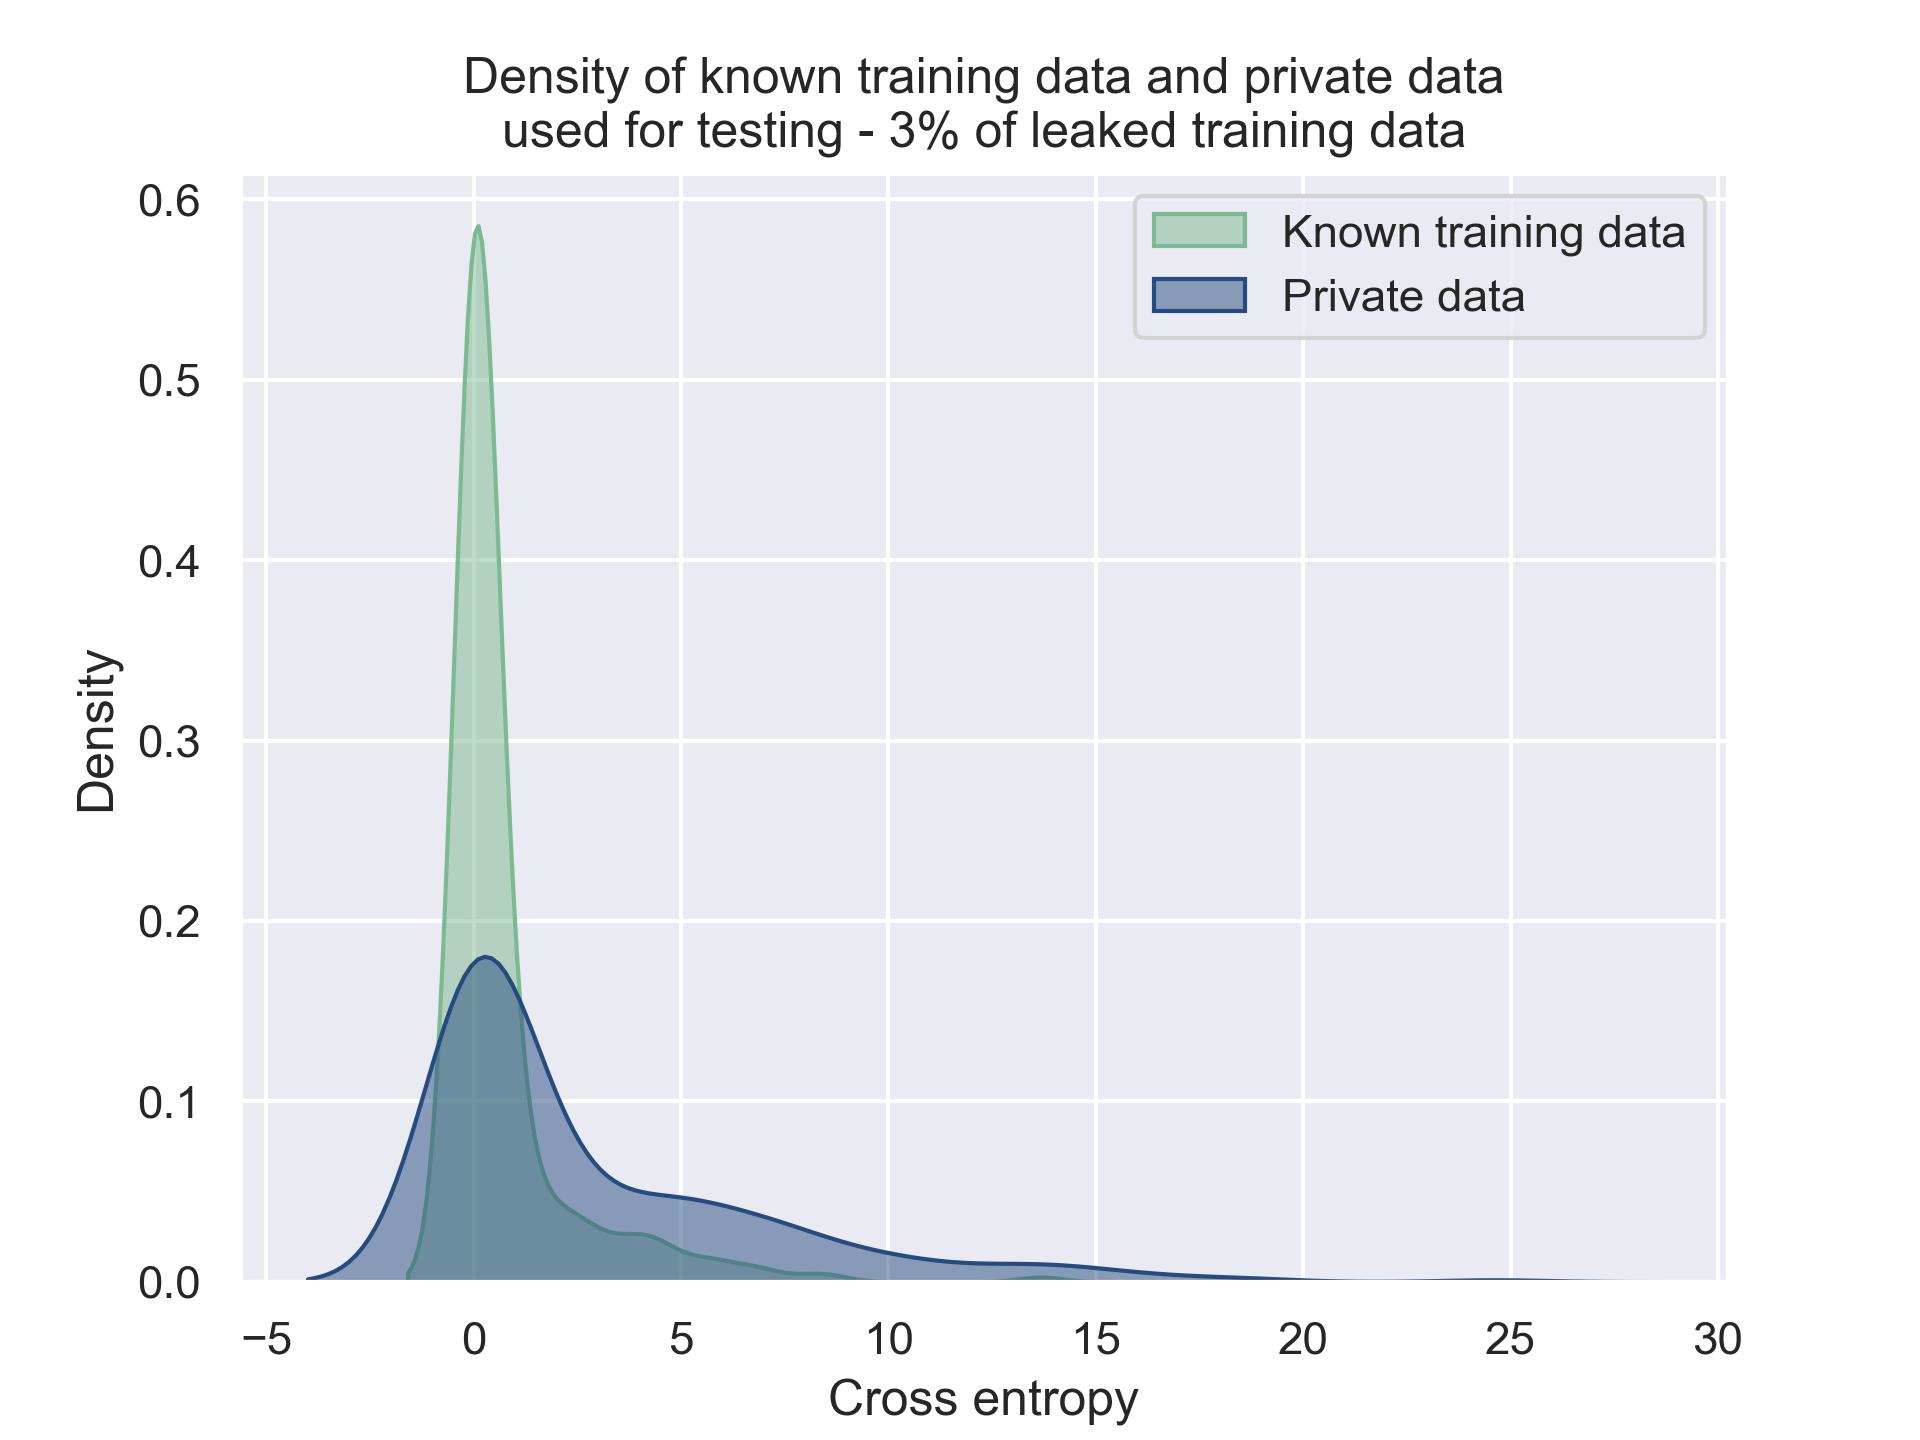 Density of known training data and private data
used for testing - 3% of leaked training data
Known training data
Private data
Density
0.6
0.5
0.4
0.3
0.2
0.1
0.0
−5 0 5 10 15 20 25 30
Cross entropy